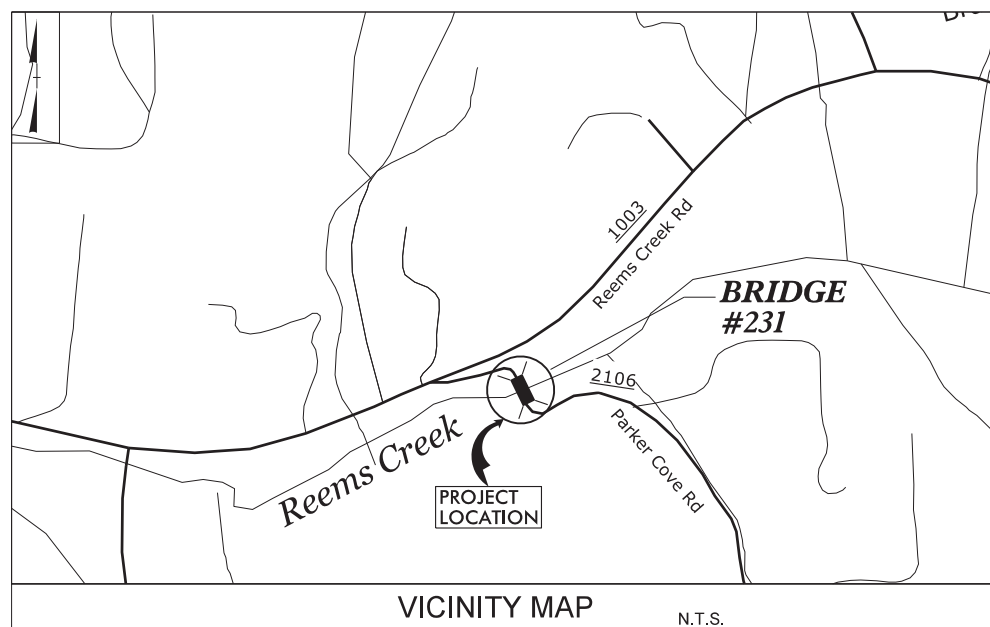 1003
Reems Creek Rd
BRIDGE
#231
2106
Parker Cove Rd
Reems Creek
PROJECT
LOCATION
VICINITY MAP
N.T.S.